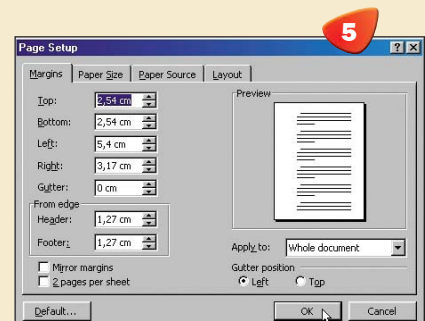 5
Page Setup
Margins Paper Size Paper Source Layout
Top: 2,54 cm
Bottom: 2,54 cm
Left: 5,4 cm
Right: 3,17 cm
Gutter: 0 cm
From edge
Header: 1,27 cm
Footer: 1,27 cm
Mirror margins
2 pages per sheet
Preview
Apply to: Whole document
Gutter position
Left Top
Default... OK Cancel